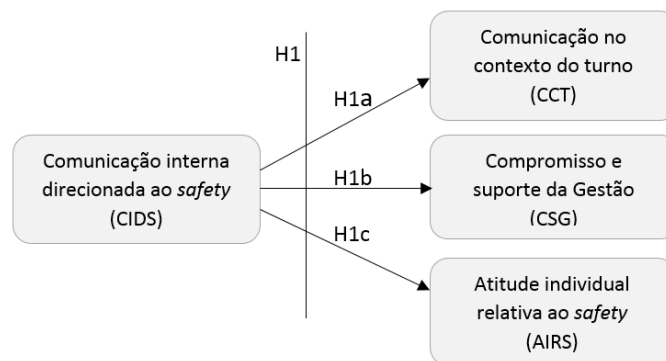 Comunicação interna
direcionada ao safety
(CIDS)
H1
H1a
H1b
H1c
Comunicação no
contexto do turno
(CCT)
Compromisso e
suporte da Gestão
(CSG)
Atitude individual
relativa ao safety
(AIRS)